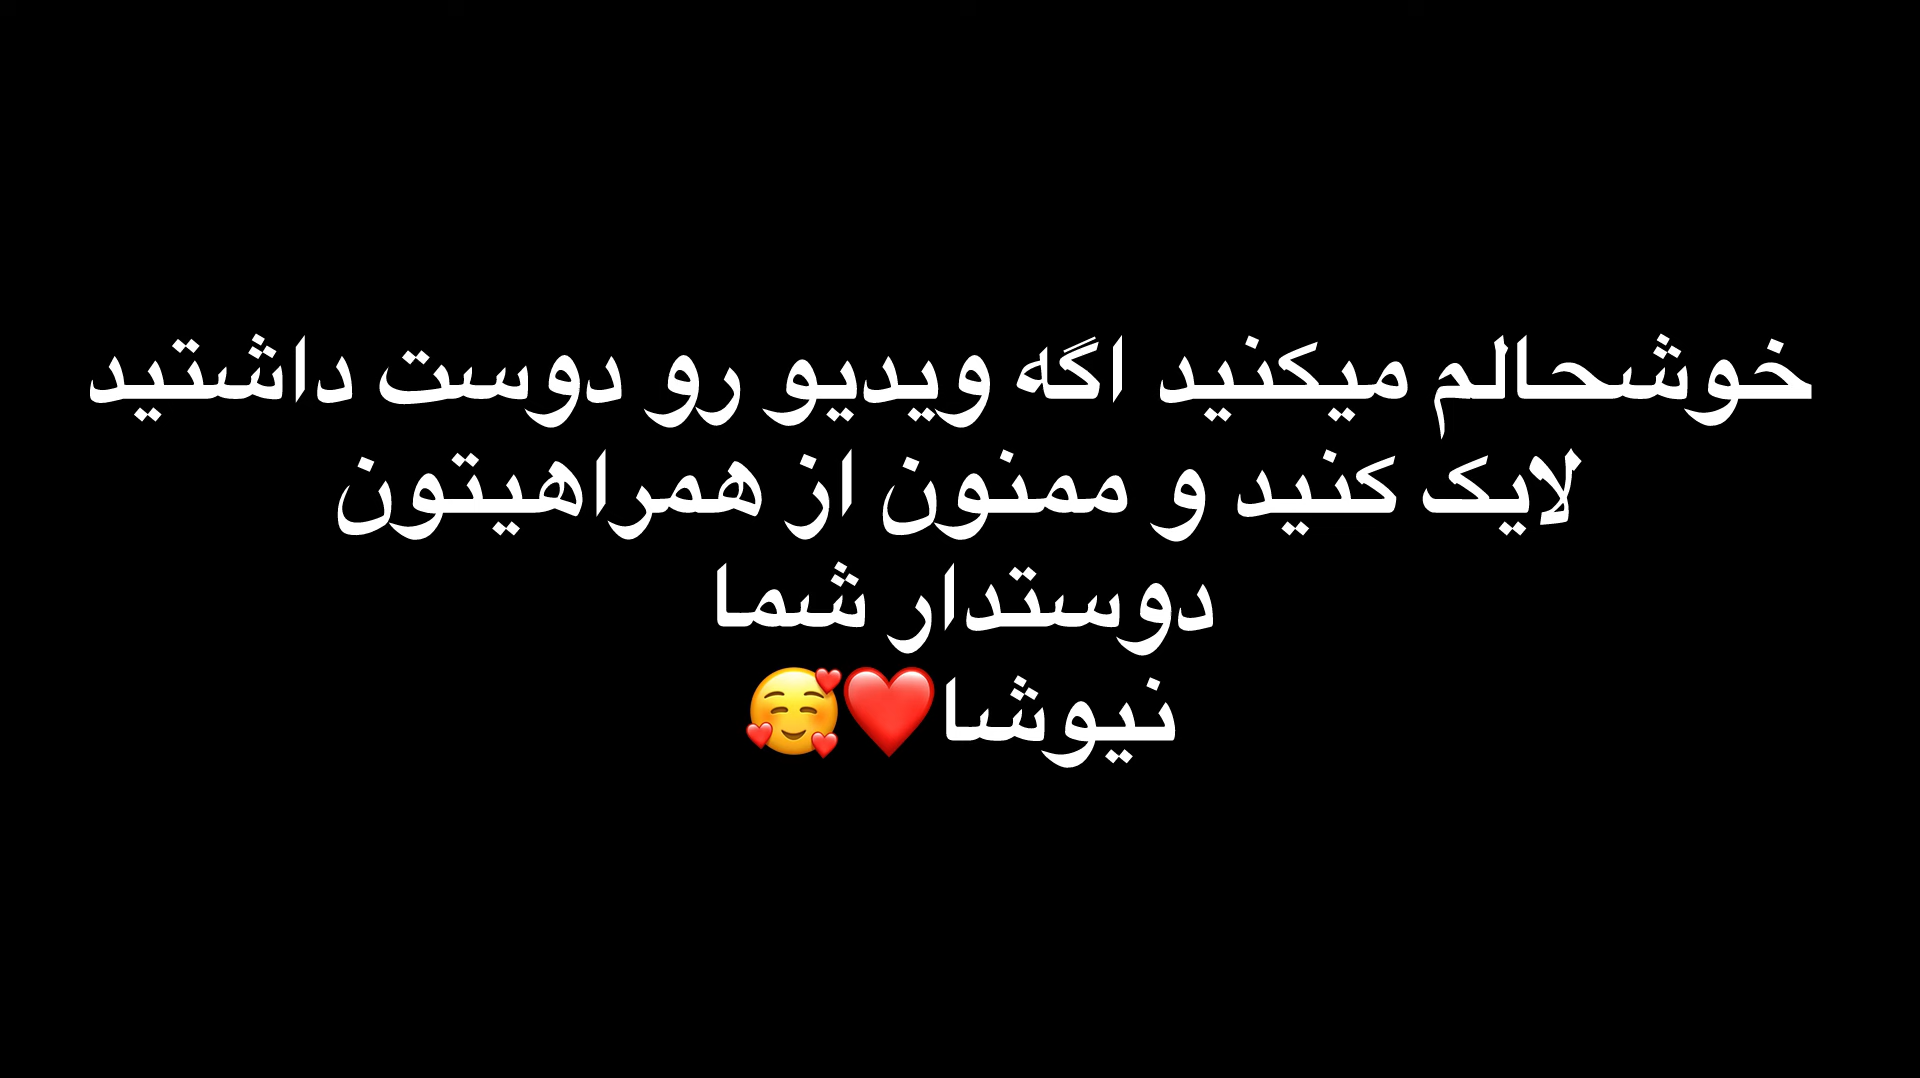 خوشحالم میکنید اگه ویدیو رو دوست داشتید
لایک کنید و ممنون از همراهیتون
دوستدار شما
نیوشا❤️🥰